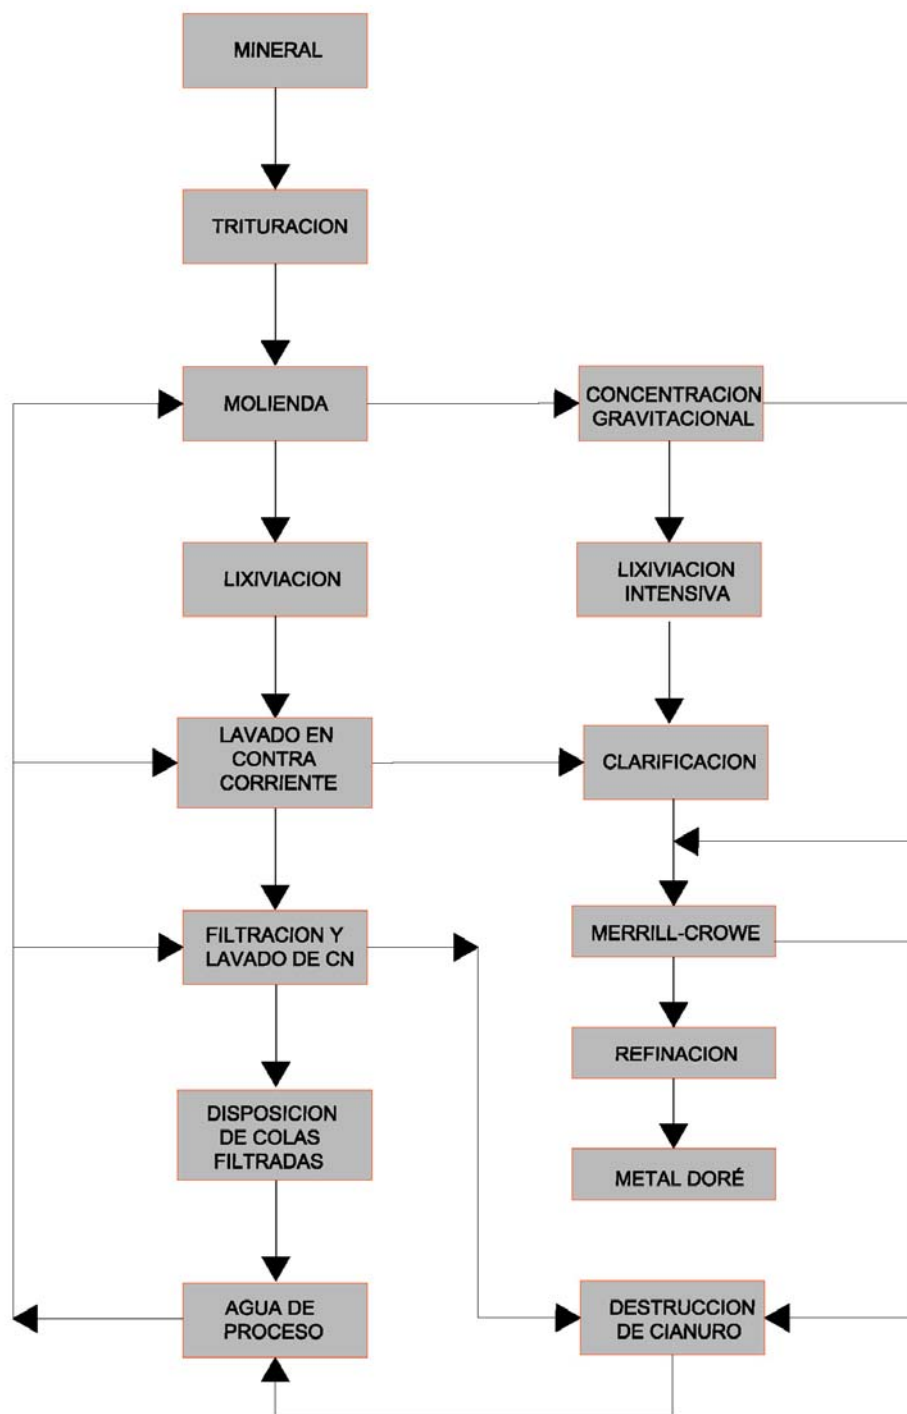 MINERAL
TRITURACION
MOLIENDA
CONCENTRACION
GRAVITACIONAL
LIXIVIACION
LIXIVIACION
INTENSIVA
LAVADO EN
CONTRA
CORRIENTE
CLARIFICACION
FILTRACION Y
LAVADO DE CN
MERRILL-CROWE
REFINACION
DISPOSICION
DE COLAS
FILTRADAS
METAL DORÉ
AGUA DE
PROCESO
DESTRUCCION
DE CIANURO